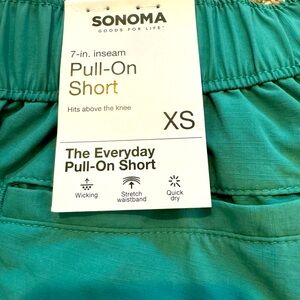 SONOMA
GOODS FOR LIFE
7-in. inseam
Pull-On
Short
Hits above the knee
XS
The Everyday
Pull-On Short
Wicking
Stretch
waistband
Quick
dry